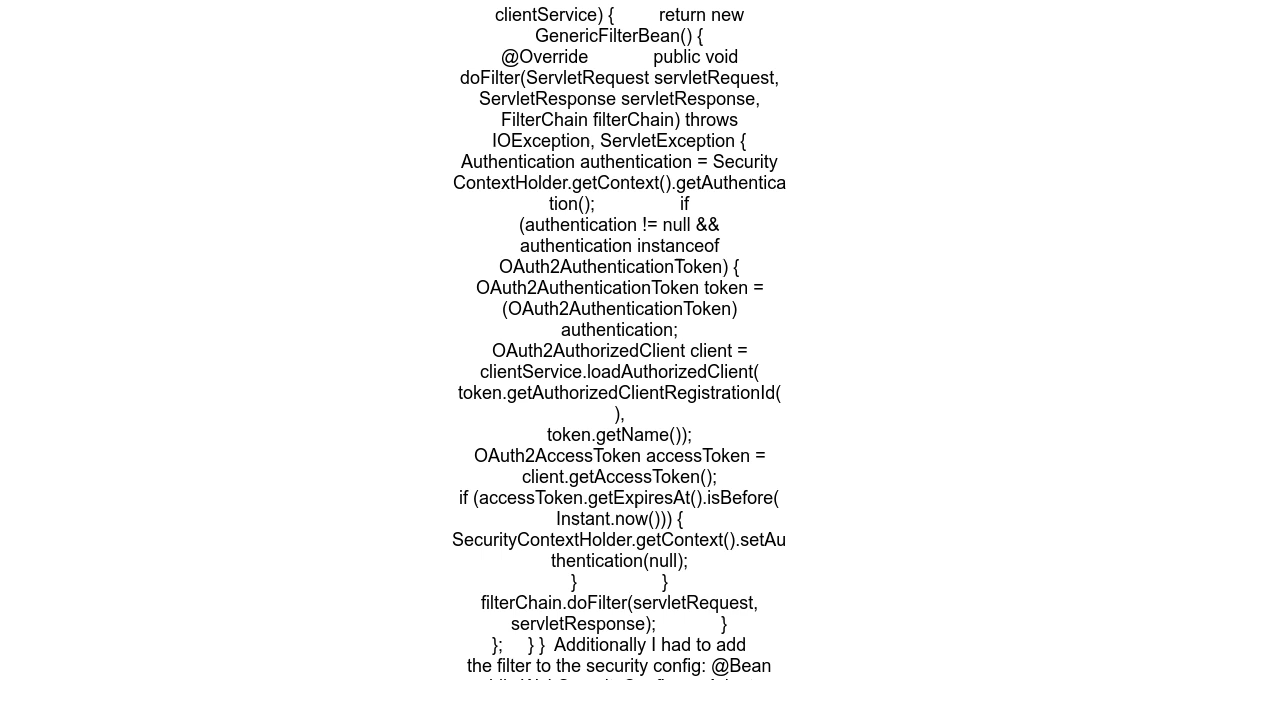 clientService) {         return new
GenericFilterBean() {
@Override             public void
doFilter(ServletRequest servletRequest,
ServletResponse servletResponse,
FilterChain filterChain) throws
IOException, ServletException {
Authentication authentication = Security
ContextHolder.getContext().getAuthentica
tion();                 if
(authentication != null &&
authentication instanceof
OAuth2AuthenticationToken) {
OAuth2AuthenticationToken token =
(OAuth2AuthenticationToken)
authentication;
OAuth2AuthorizedClient client =
clientService.loadAuthorizedClient(
token.getAuthorizedClientRegistrationId(
),
token.getName());
OAuth2AccessToken accessToken =
client.getAccessToken();
if (accessToken.getExpiresAt().isBefore(
Instant.now())) {
SecurityContextHolder.getContext().setAu
thentication(null);
}                 }
filterChain.doFilter(servletRequest,
servletResponse);             }
};     } }  Additionally I had to add
the filter to the security config: @Bean